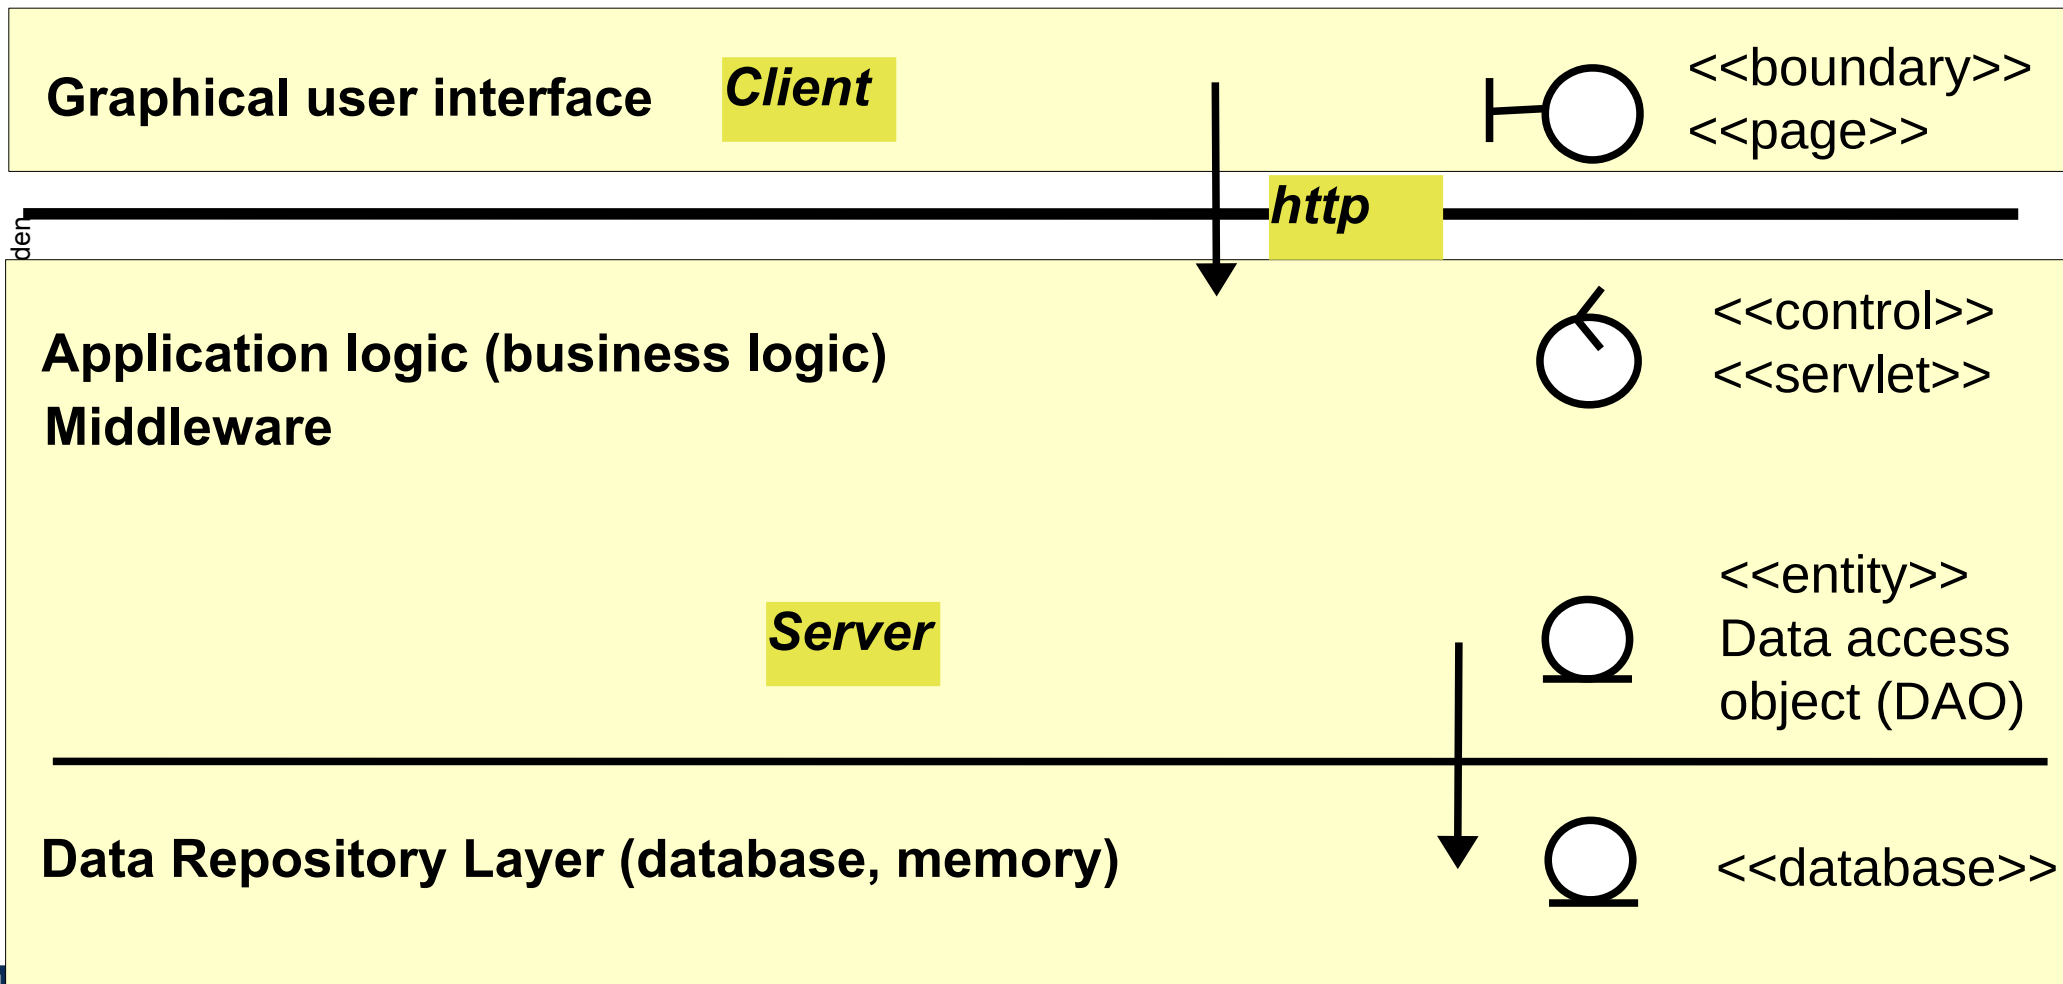 Graphical user interface
Client
<<boundary>>
<<page>>
http
den
Application logic (business logic)
Middleware
<<control>>
<<servlet>>
Server
<<entity>>
Data access
object (DAO)
Data Repository Layer (database, memory)
<<database>>